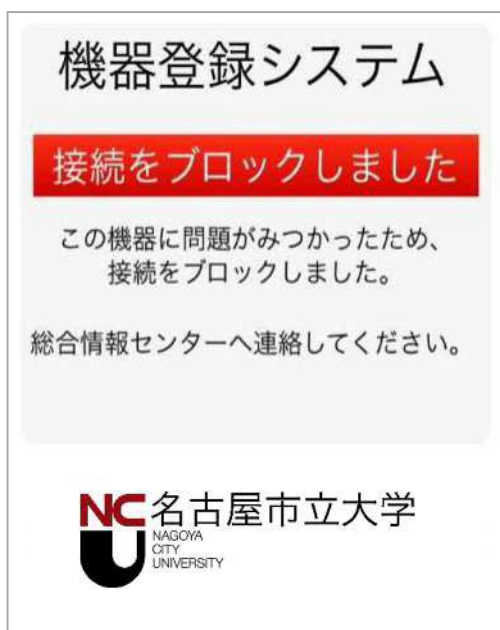 機器登録システム
接続をブロックしました
この機器に問題がみつかったため、
接続をブロックしました。
総合情報センターへ連絡してください。
NCU 名古屋市立大学
NAGOYA
CITY
UNIVERSITY